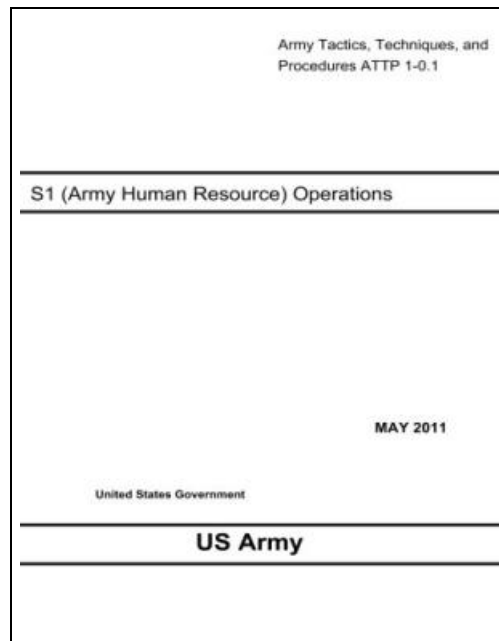 Army Tactics, Techniques, and
Procedures ATTP 1-0.1
S1 (Army Human Resource) Operations
MAY 2011
United States Government
US Army